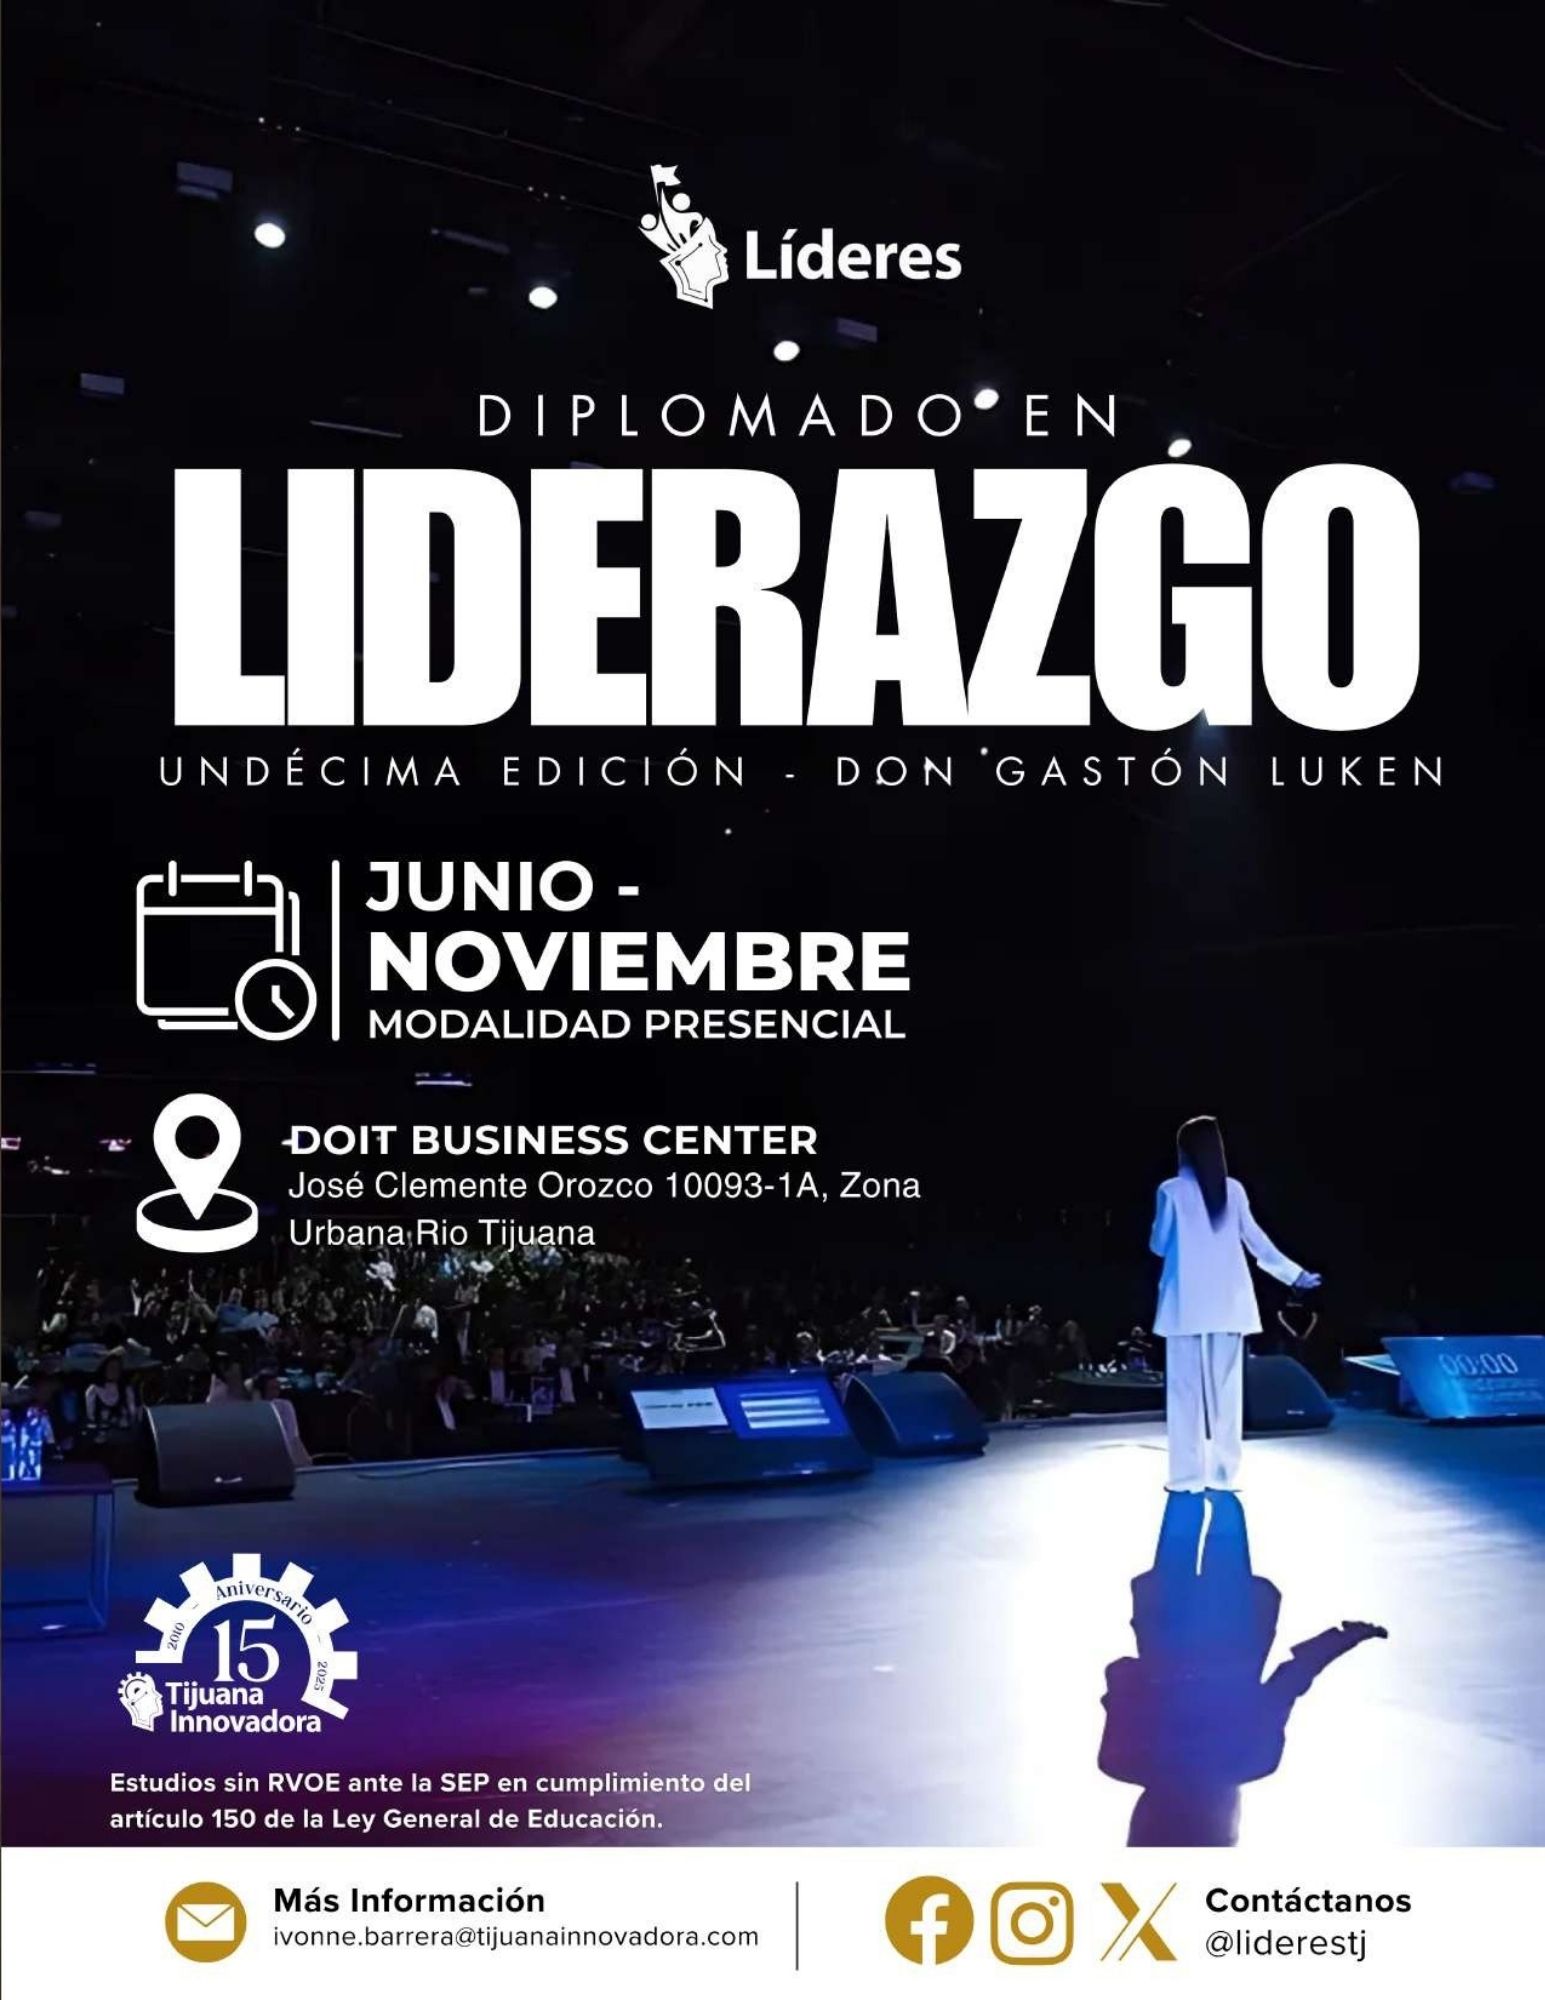 Líderes
DIPLOMADO EN
LIDERAZGO
UNDÉCIMA EDICIÓN - DON GASTÓN LUKEN
JUNIO -
NOVIEMBRE
MODALIDAD PRESENCIAL
DOIT BUSINESS CENTER
José Clemente Orozco 10093-1A, Zona
Urbana Rio Tijuana
00:00
2010 - Aniversario - 2025
15
Tijuana
Innovadora
Estudios sin RVOE ante la SEP en cumplimiento del
artículo 150 de la Ley General de Educación.
Más Información
ivonne.barrera@tijuanainnovadora.com
Contáctanos
@liderestj